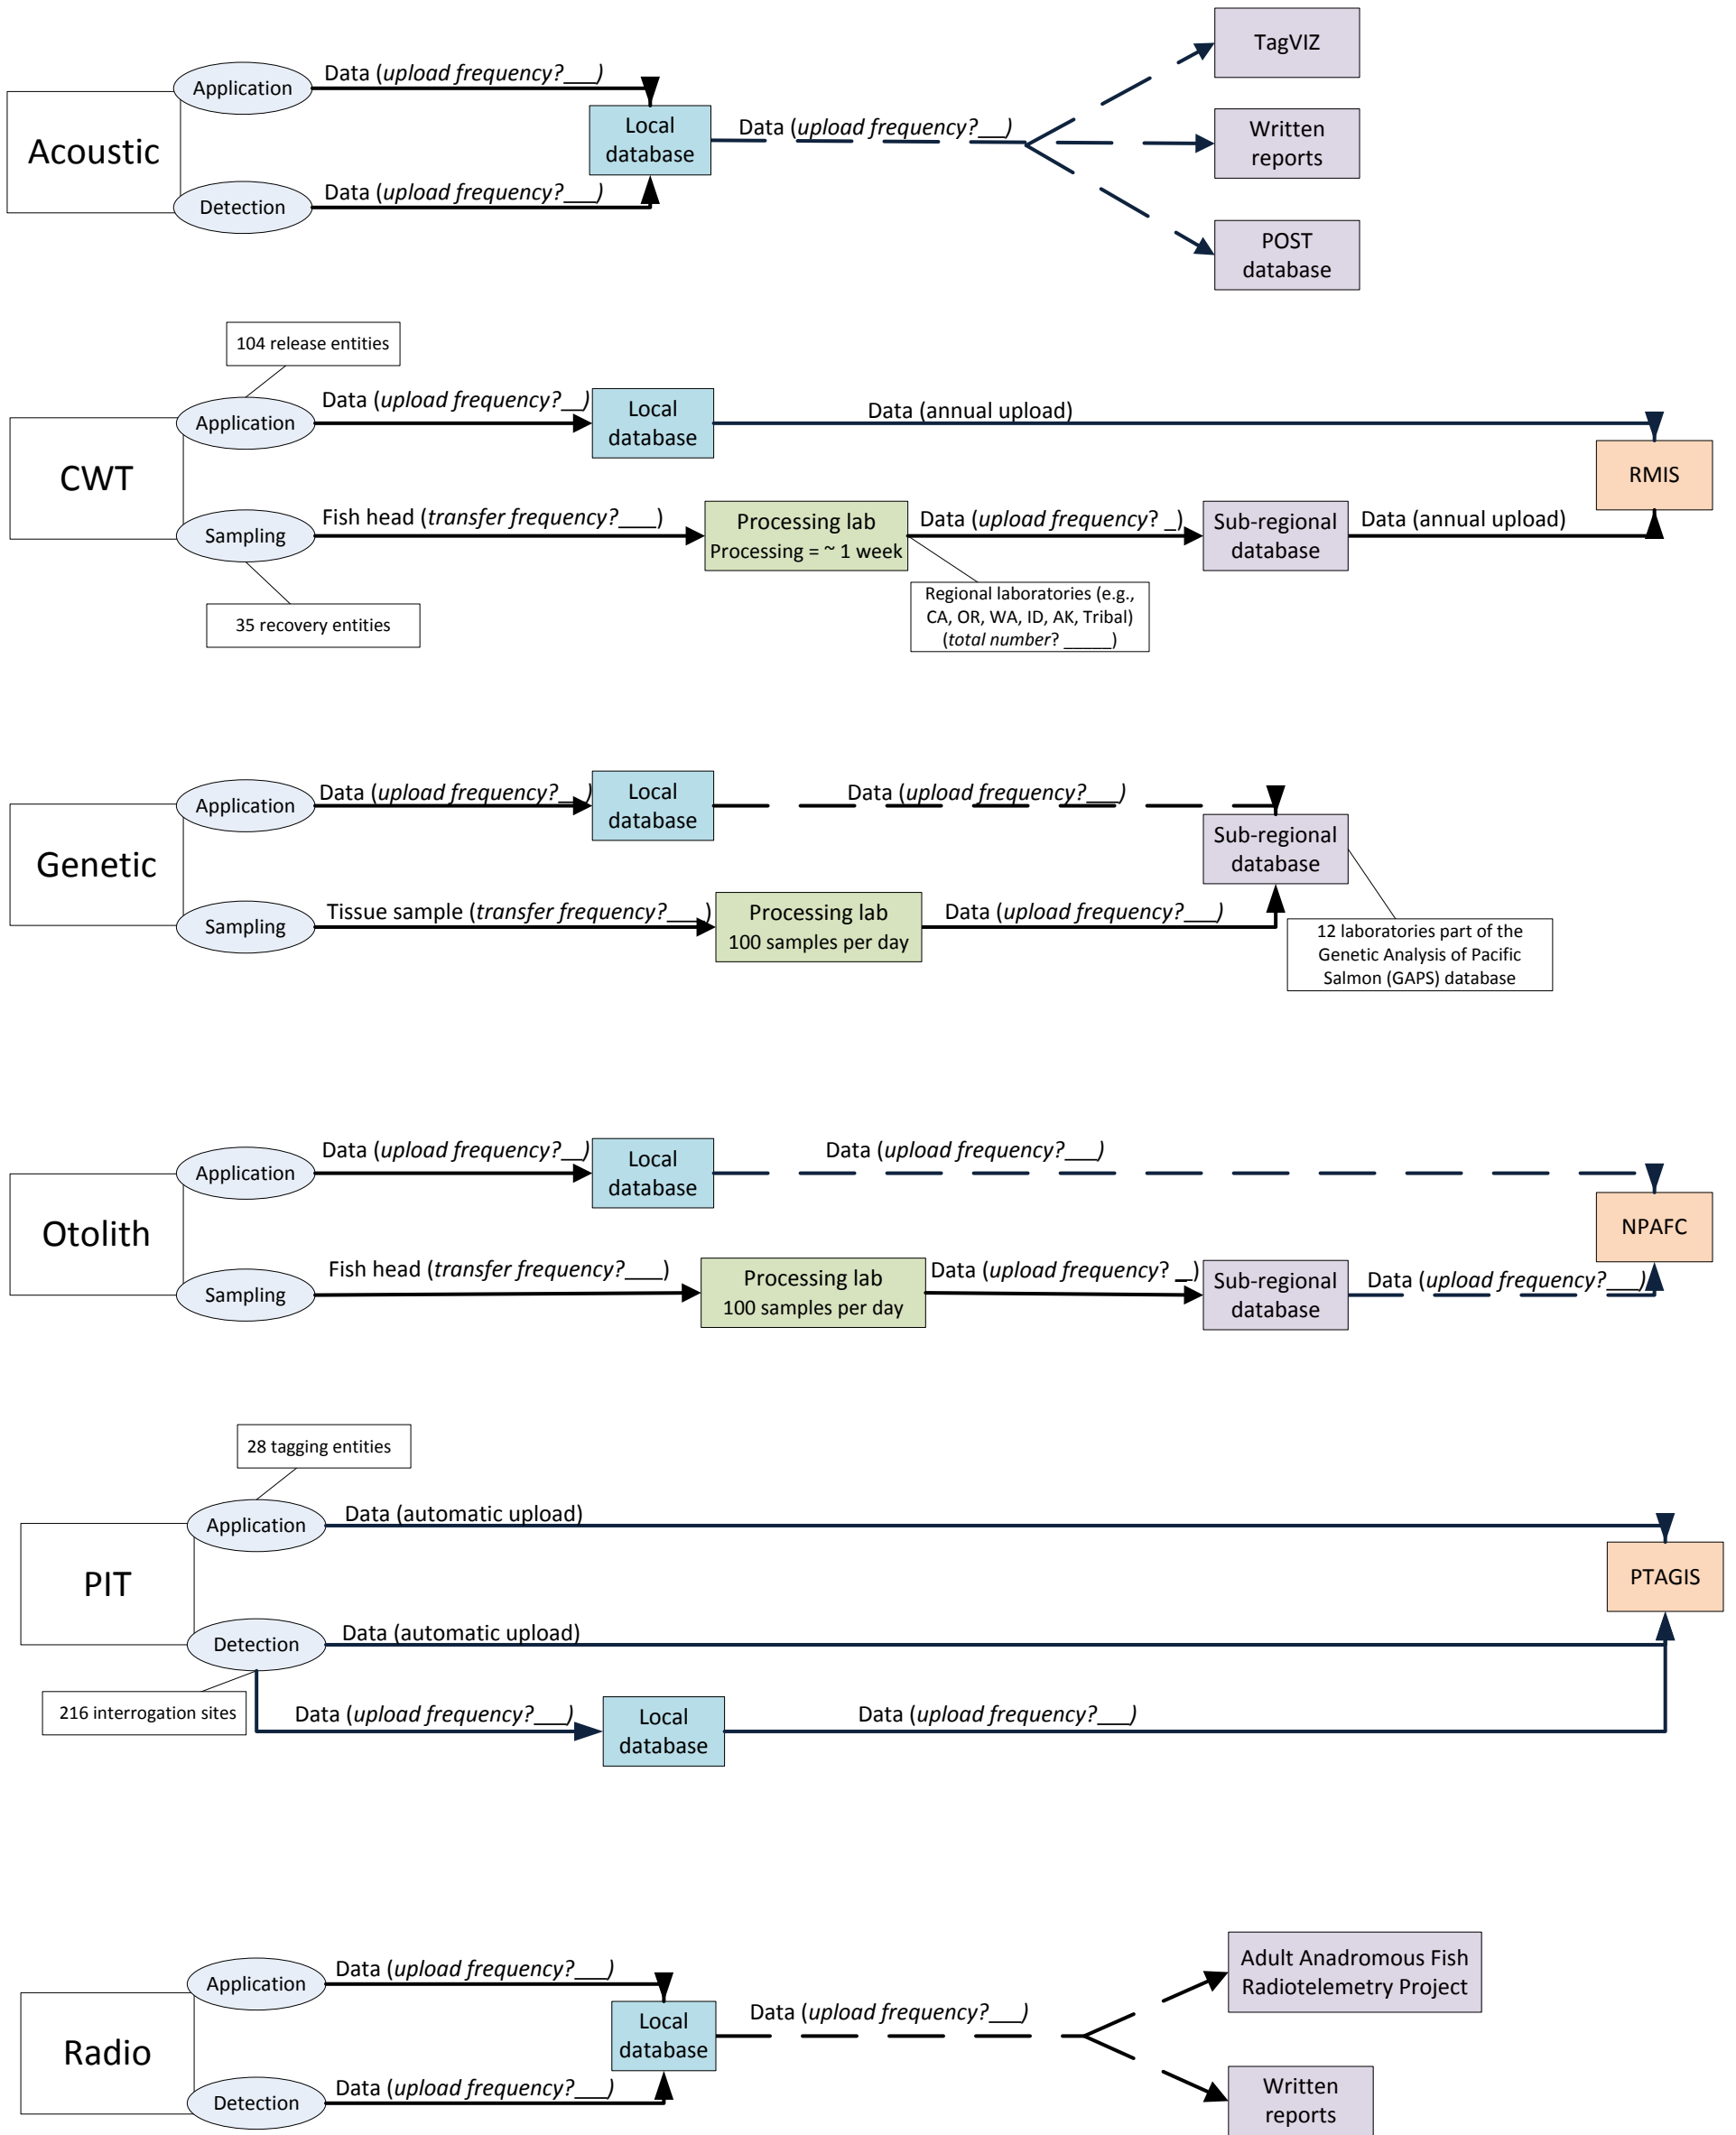 Acoustic
Application
Detection
Data (upload frequency?___)
Data (upload frequency?___)
Local
database
Data (upload frequency?___)
TagVIZ
Written
reports
POST
database
104 release entities
CWT
Application
Sampling
35 recovery entities
Data (upload frequency?__)
Local
database
Data (annual upload)
RMIS
Fish head (transfer frequency?___)
Processing lab
Processing = ~ 1 week
Data (upload frequency? _)
Sub-regional
database
Data (annual upload)
Regional laboratories (e.g.,
CA, OR, WA, ID, AK, Tribal)
(total number? _____)
Genetic
Application
Sampling
Data (upload frequency?___)
Local
database
Data (upload frequency?___)
Sub-regional
database
Tissue sample (transfer frequency?____)
Processing lab
100 samples per day
Data (upload frequency?___)
12 laboratories part of the
Genetic Analysis of Pacific
Salmon (GAPS) database
Otolith
Application
Sampling
Data (upload frequency?__)
Local
database
Data (upload frequency?___)
NPAFC
Fish head (transfer frequency?____)
Processing lab
100 samples per day
Data (upload frequency? __)
Sub-regional
database
Data (upload frequency?___)
28 tagging entities
PIT
Application
Detection
216 interrogation sites
Data (automatic upload)
PTAGIS
Data (automatic upload)
Data (upload frequency?___)
Local
database
Data (upload frequency?___)
Radio
Application
Detection
Data (upload frequency?___)
Data (upload frequency?___)
Local
database
Data (upload frequency?___)
Adult Anadromous Fish
Radiotelemetry Project
Written
reports